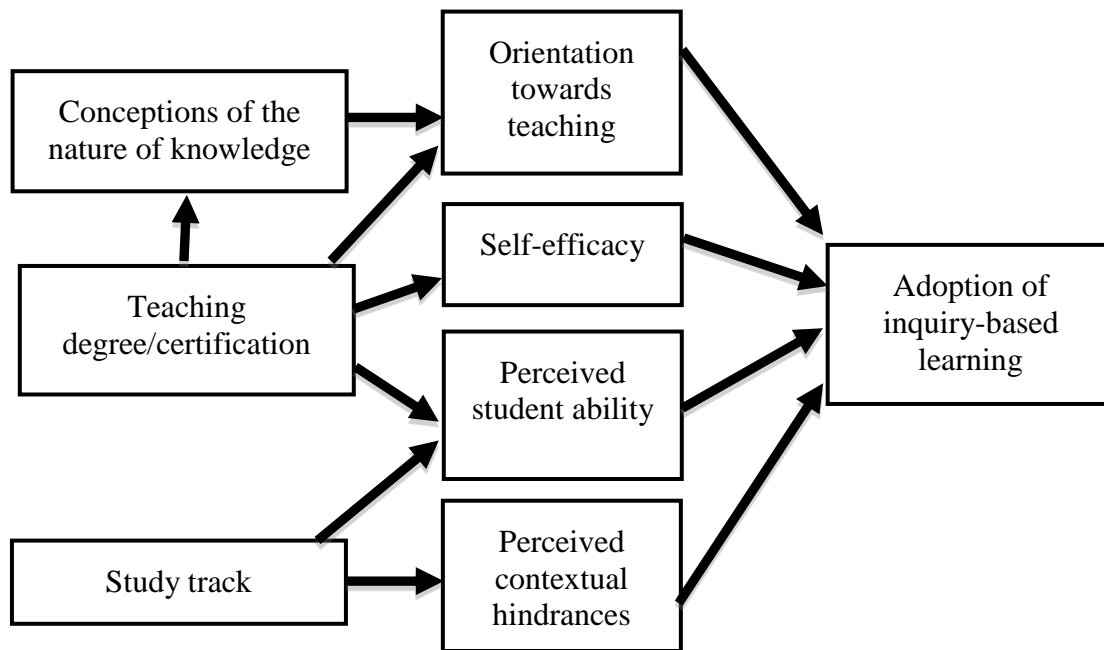 Conceptions of the
nature of knowledge
Teaching
degree/certification
Study track
Orientation
towards
teaching
Self-efficacy
Perceived
student ability
Perceived
contextual
hindrances
Adoption of
inquiry-based
learning